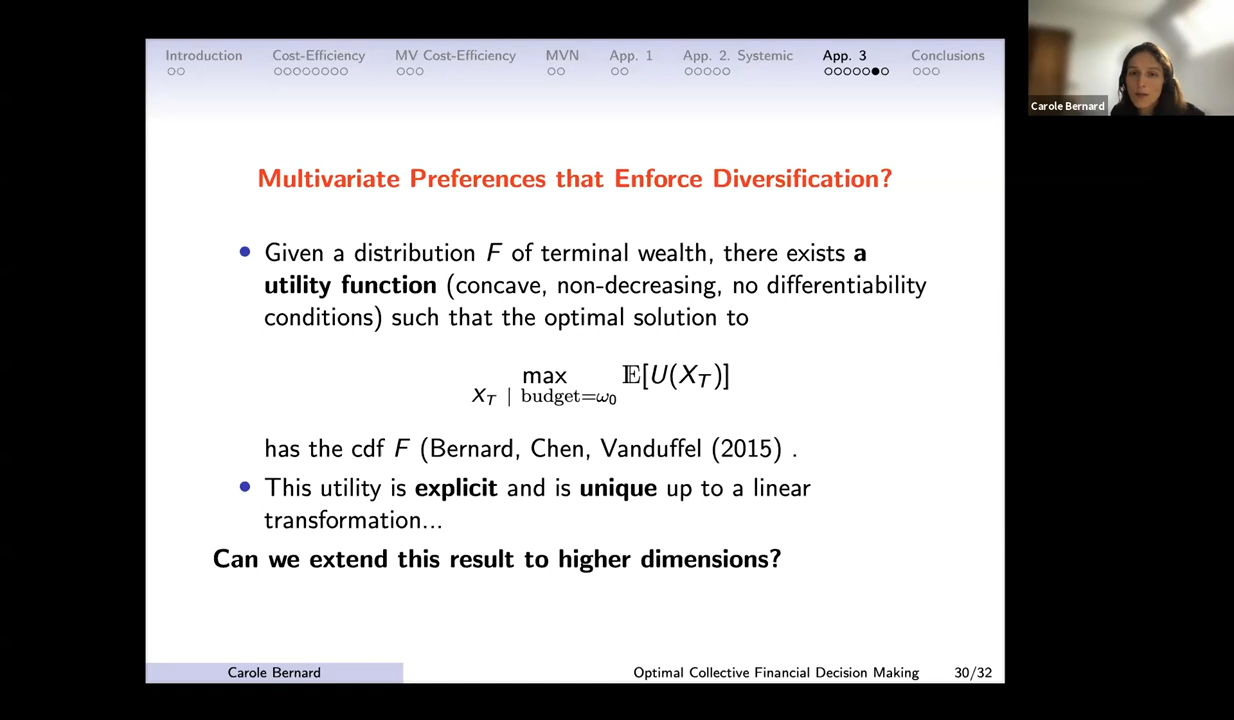 Introduction Cost-Efficiency MV Cost-Efficiency MVN App. 1 App. 2. Systemic App. 3 Conclusions
Carole Bernard
Multivariate Preferences that Enforce Diversification?
• Given a distribution F of terminal wealth, there exists a
utility function (concave, non-decreasing, no differentiability
conditions) such that the optimal solution to
max 𝔼[U(X_T)]
X_T | budget=ω₀
has the cdf F (Bernard, Chen, Vanduffel (2015) .
• This utility is explicit and is unique up to a linear
transformation...
Can we extend this result to higher dimensions?
Carole Bernard Optimal Collective Financial Decision Making 30/32